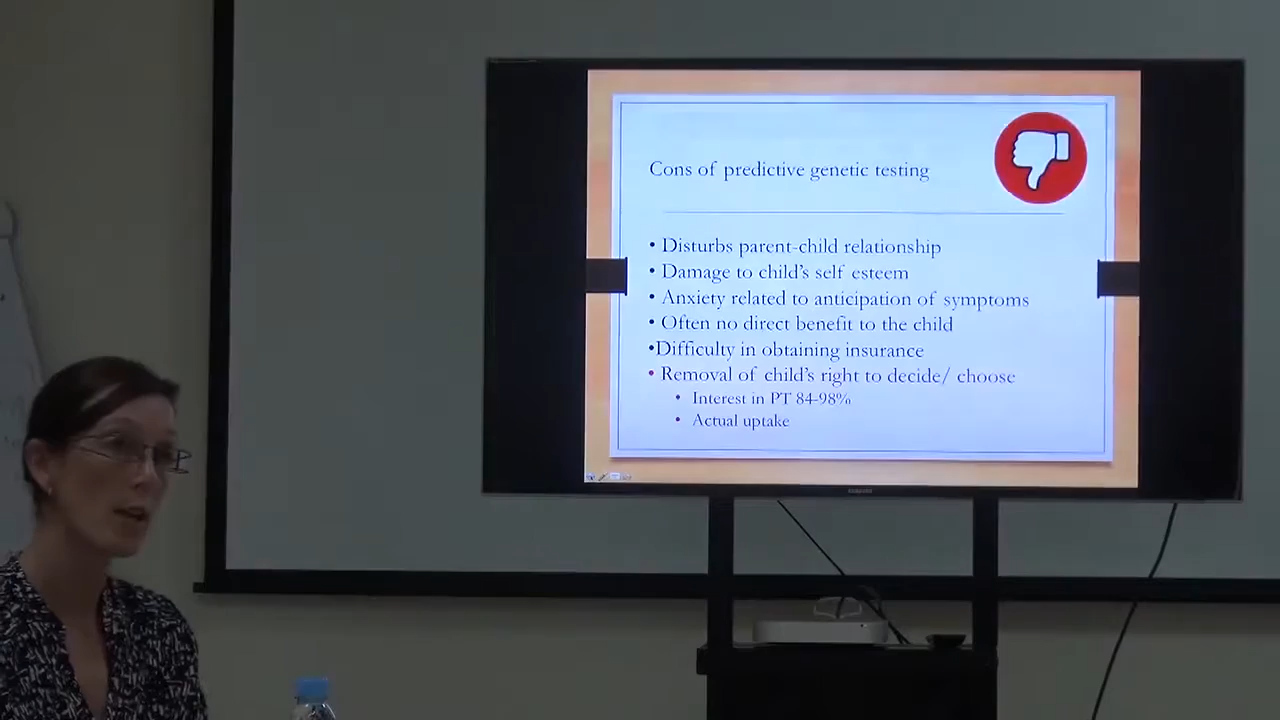 Cons of predictive genetic testing
• Disturbs parent-child relationship
• Damage to child's self esteem
• Anxiety related to anticipation of symptoms
• Often no direct benefit to the child
•Difficulty in obtaining insurance
• Removal of child's right to decide/ choose
• Interest in PT 84-98%
• Actual uptake
SAMSUNG